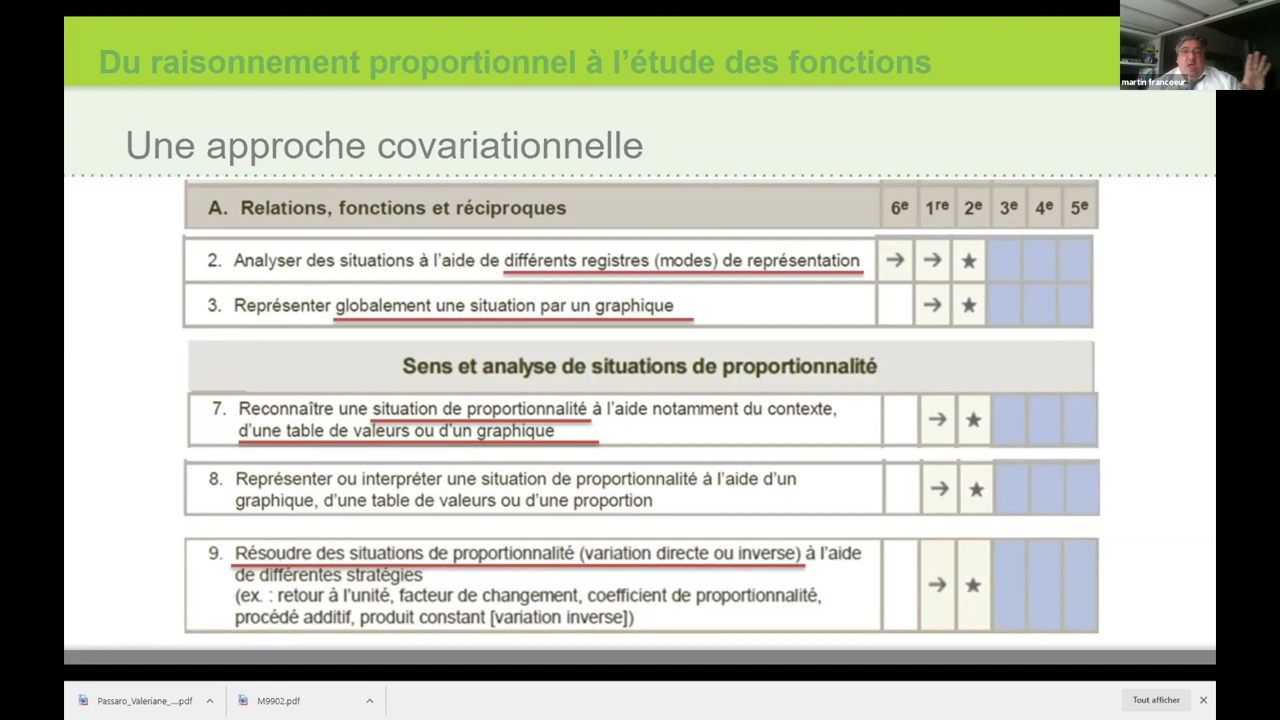 Du raisonnement proportionnel à l'étude des fonctions
martin francoeur
Une approche covariationnelle
A. Relations, fonctions et réciproques 6e 1re 2e 3e 4e 5e
2. Analyser des situations à l'aide de différents registres (modes) de représentation → → ★
3. Représenter globalement une situation par un graphique → ★
Sens et analyse de situations de proportionnalité
7. Reconnaître une situation de proportionnalité à l'aide notamment du contexte,
d'une table de valeurs ou d'un graphique → ★
8. Représenter ou interpréter une situation de proportionnalité à l'aide d'un
graphique, d'une table de valeurs ou d'une proportion → ★
9. Résoudre des situations de proportionnalité (variation directe ou inverse) à l'aide
de différentes stratégies
(ex. : retour à l'unité, facteur de changement, coefficient de proportionnalité, → ★
procédé additif, produit constant [variation inverse])
Passaro_Valeriane_....pdf M9902.pdf Tout afficher